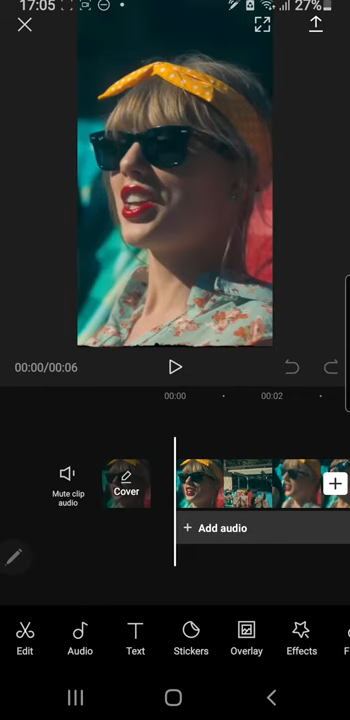 17:05
27%
00:00/00:06
00:00
00:02
Mute clip
audio
Cover
+ Add audio
Edit
Audio
Text
Stickers
Overlay
Effects
F